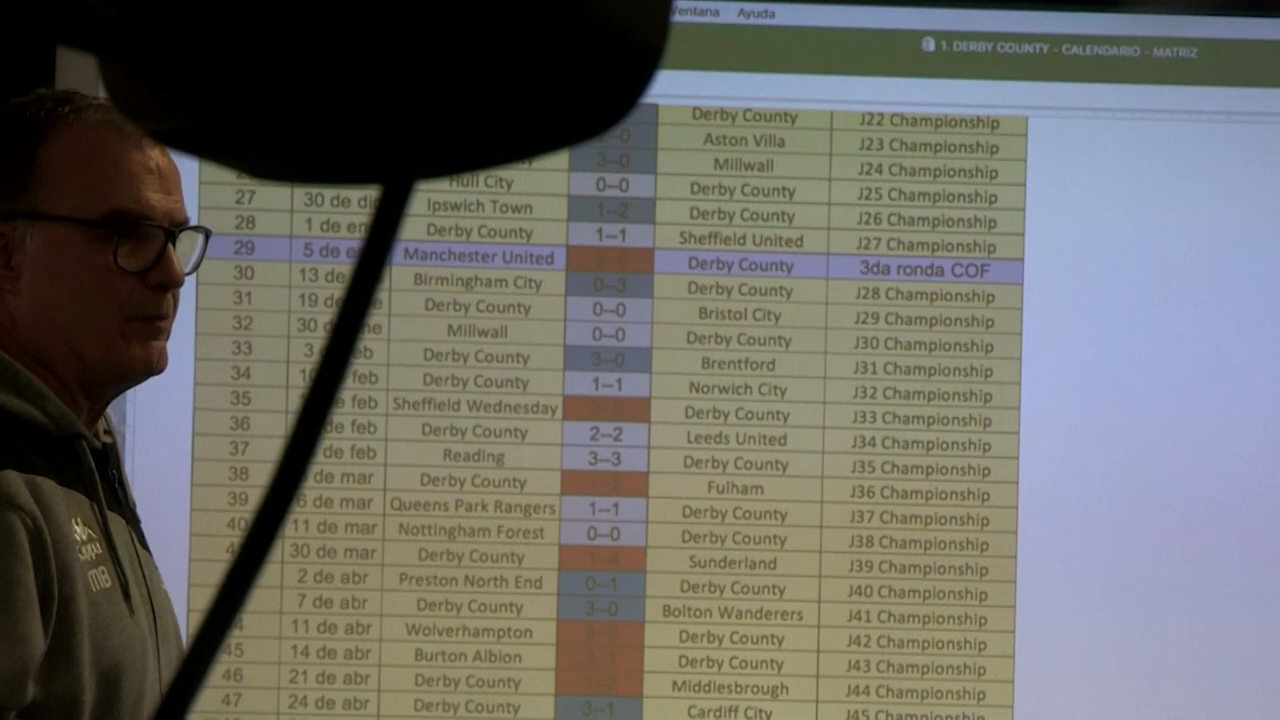 Ventana Ayuda
1. DERBY COUNTY - CALENDARIO - MATRIZ
Derby County J22 Championship
Aston Villa J23 Championship
3--0 Millwall J24 Championship
Hull City 0--0 Derby County J25 Championship
27 30 de Ipswich Town 1--2 Derby County J26 Championship
28 1 de Derby County 1--1 Sheffield United J27 Championship
29 5 de Manchester United Derby County 3da ronda COF
30 13 de Birmingham City 0--3 Derby County J28 Championship
31 19 Derby County 0--0 Bristol City J29 Championship
32 30 Millwall 0--0 Derby County J30 Championship
33 3 Derby County 3--0 Brentford J31 Championship
34 feb Derby County 1--1 Norwich City J32 Championship
35 feb Sheffield Wednesday Derby County J33 Championship
36 de feb Derby County 2--2 Leeds United J34 Championship
37 de feb Reading 3--3 Derby County J35 Championship
38 de mar Derby County Fulham J36 Championship
39 6 de mar Queens Park Rangers 1--1 Derby County J37 Championship
40 11 de mar Nottingham Forest 0--0 Derby County J38 Championship
30 de mar Derby County Sunderland J39 Championship
2 de abr Preston North End 0--1 Derby County J40 Championship
7 de abr Derby County 3--0 Bolton Wanderers J41 Championship
11 de abr Wolverhampton Derby County J42 Championship
45 14 de abr Burton Albion Derby County J43 Championship
46 21 de abr Derby County Middlesbrough J44 Championship
47 24 de abr Derby County 3--1 Cardiff City J45 Championship
Kappa
MB